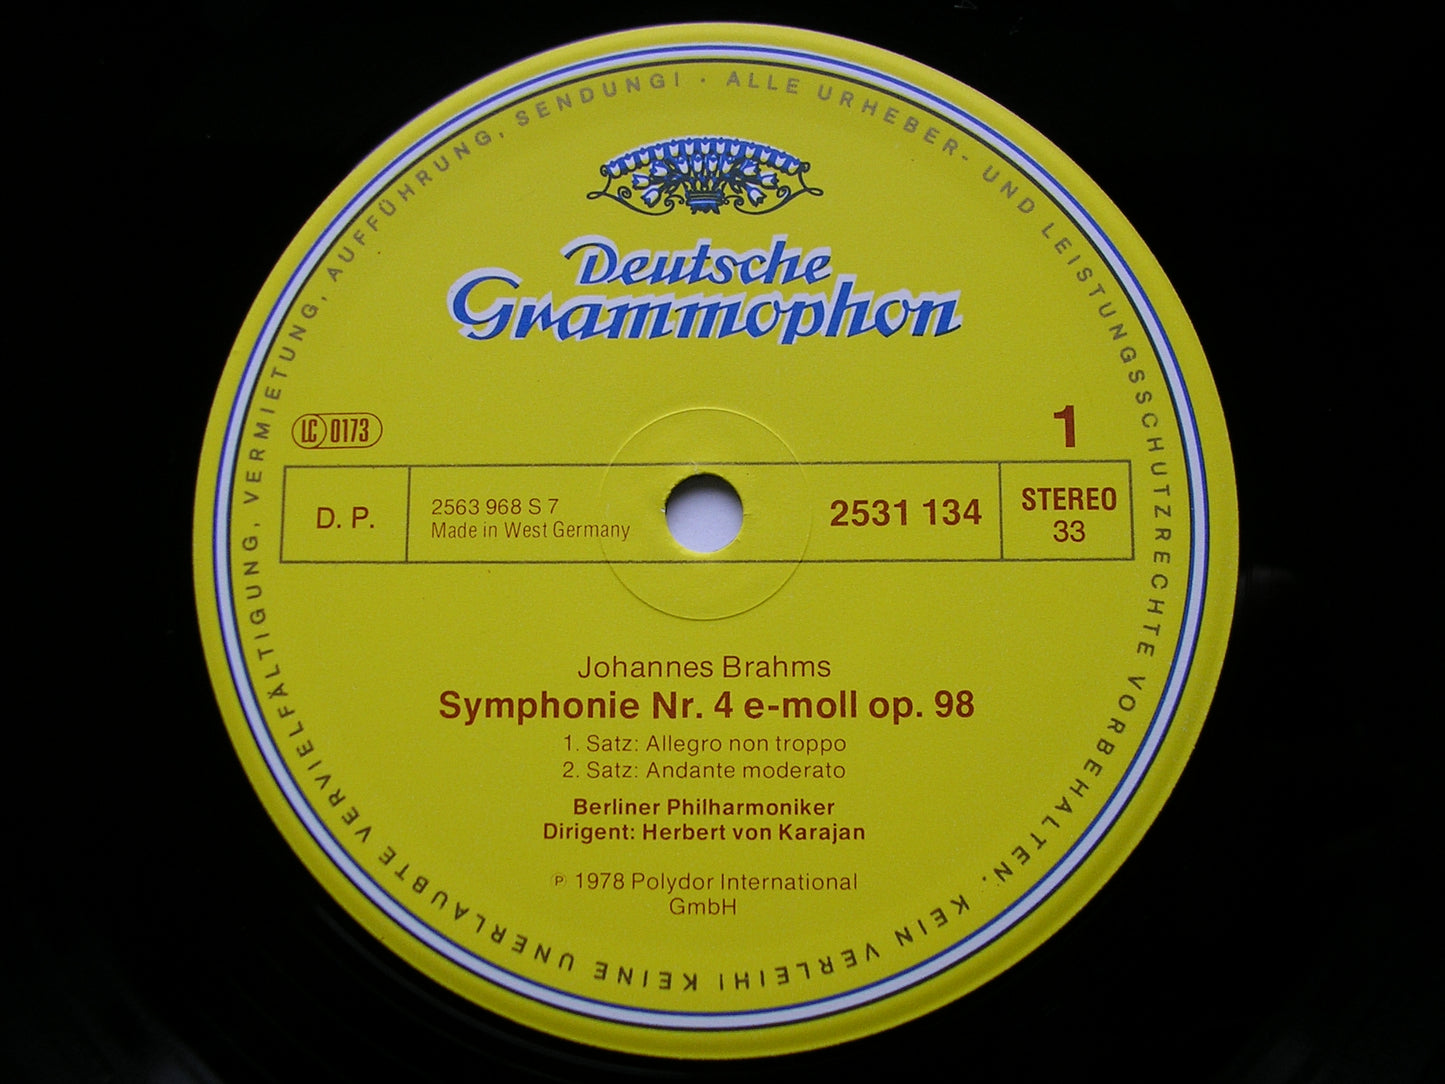 ALLE URHEBER- UND LEISTUNGSSCHUTZRECHTE VORBEHALTEN. KEIN VERLEIH! KEINE UNERLAUBTE VERVIELFÄLTIGUNG, VERMIETUNG, AUFFÜHRUNG, SENDUNG! ·
Deutsche
Grammophon
LC 0173
1
D. P.
2563 968 S 7
Made in West Germany
2531 134
STEREO
33
Johannes Brahms
Symphonie Nr. 4 e-moll op. 98
1. Satz: Allegro non troppo
2. Satz: Andante moderato
Berliner Philharmoniker
Dirigent: Herbert von Karajan
℗ 1978 Polydor International
GmbH